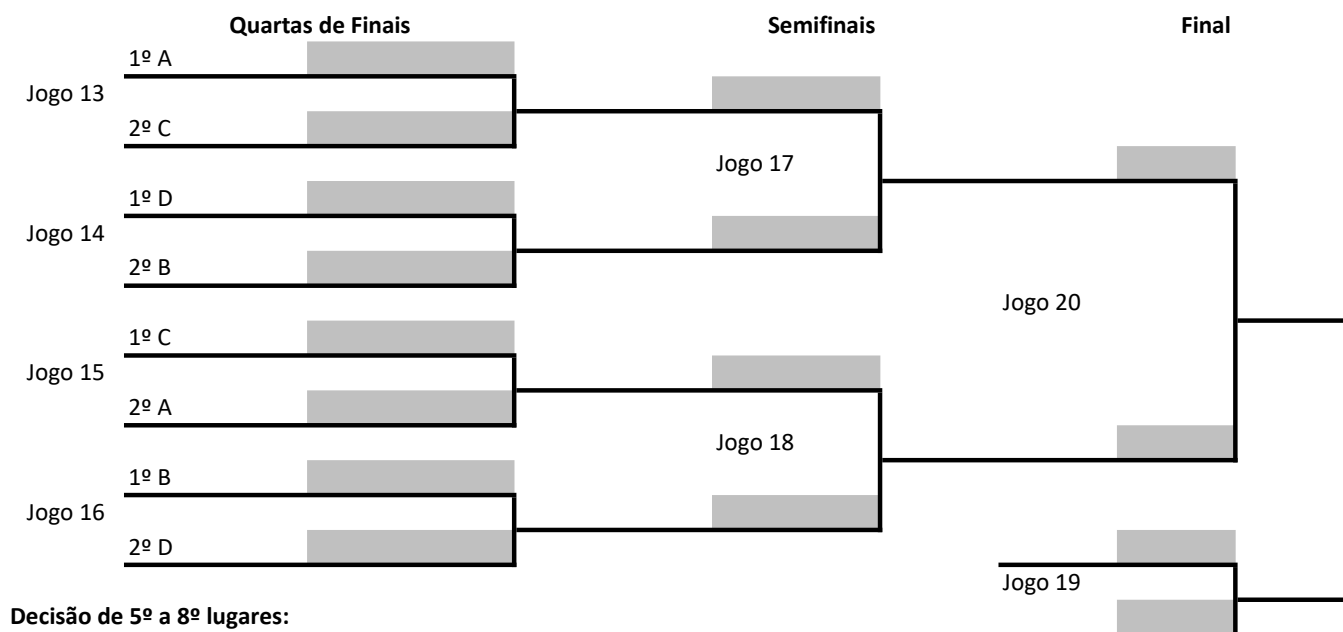 Quartas de Finais Semifinais Final
1º A
Jogo 13
2º C
Jogo 17
1º D
Jogo 14
2º B
Jogo 20
1º C
Jogo 15
2º A
Jogo 18
1º B
Jogo 16
2º D
Jogo 19
Decisão de 5º a 8º lugares: